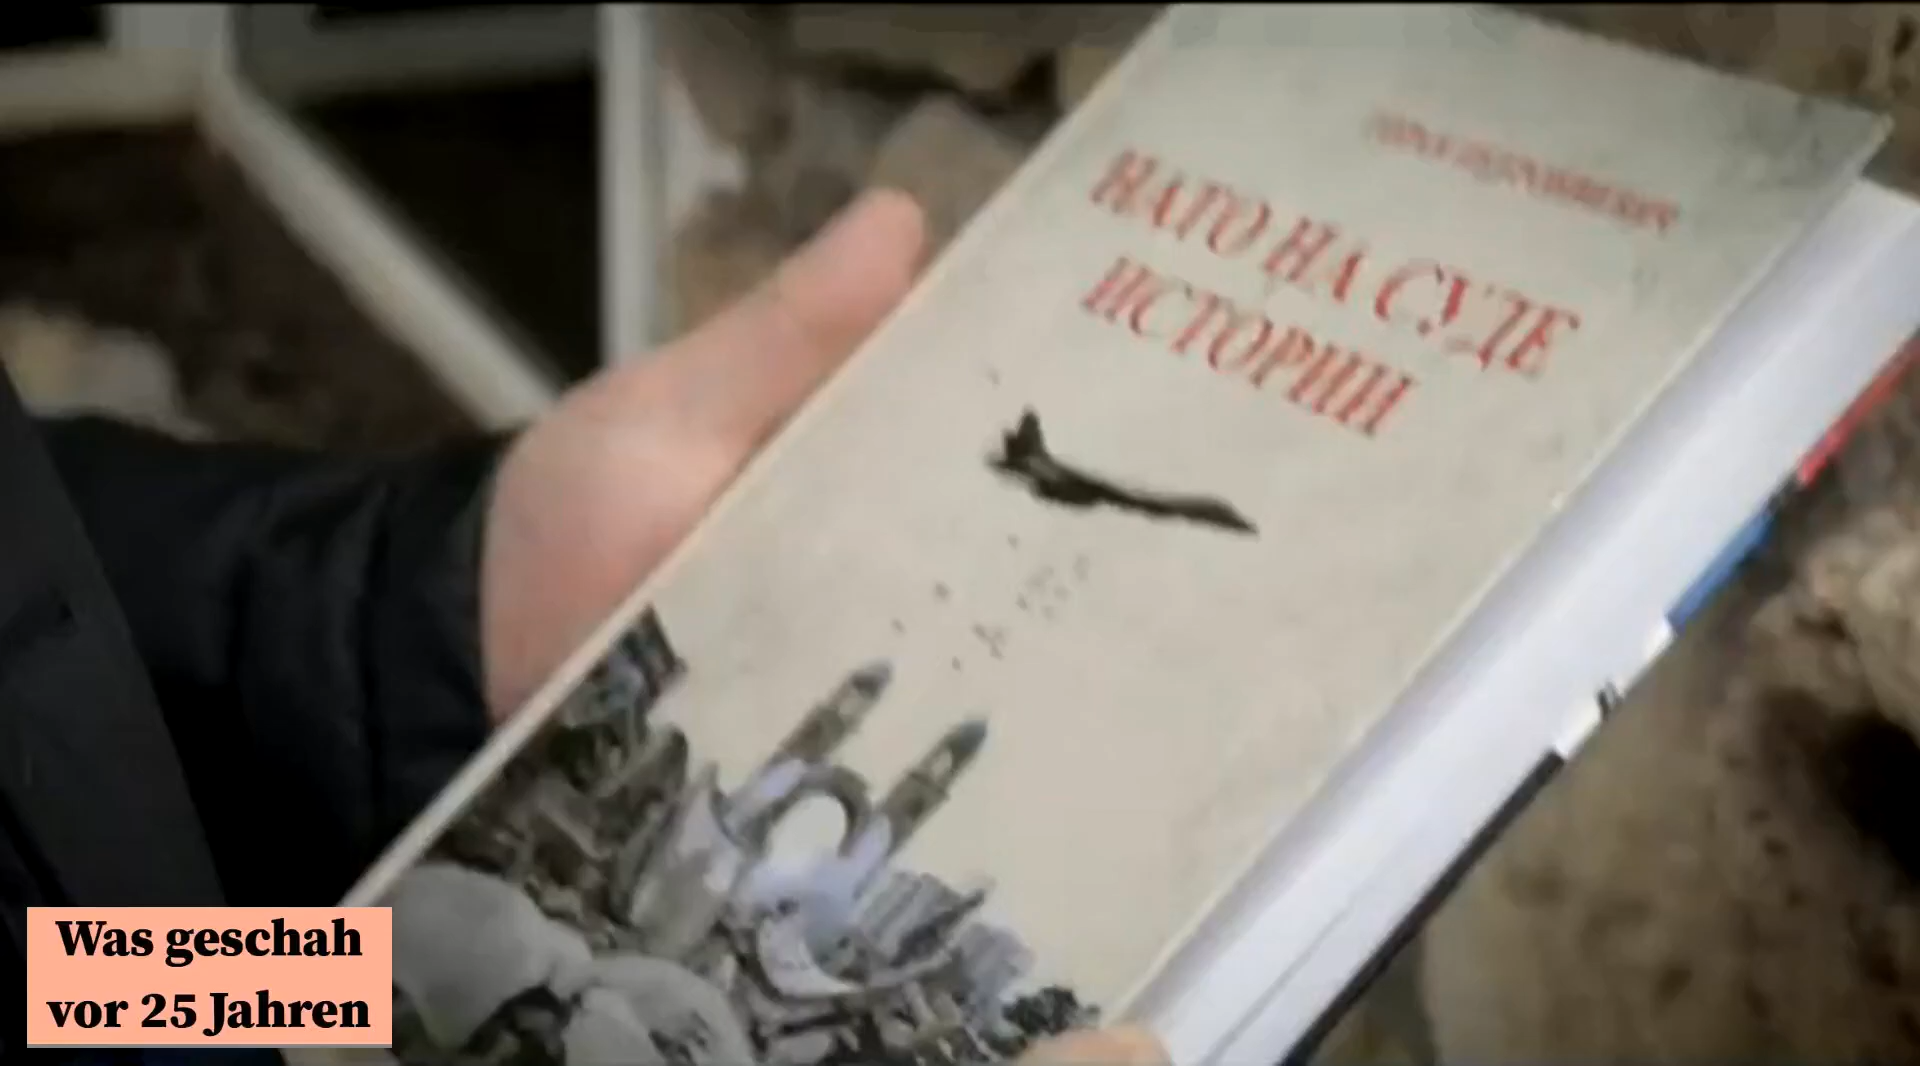 НАТО НА СУДЕ
ИСТОРИИ
Was geschah
vor 25 Jahren